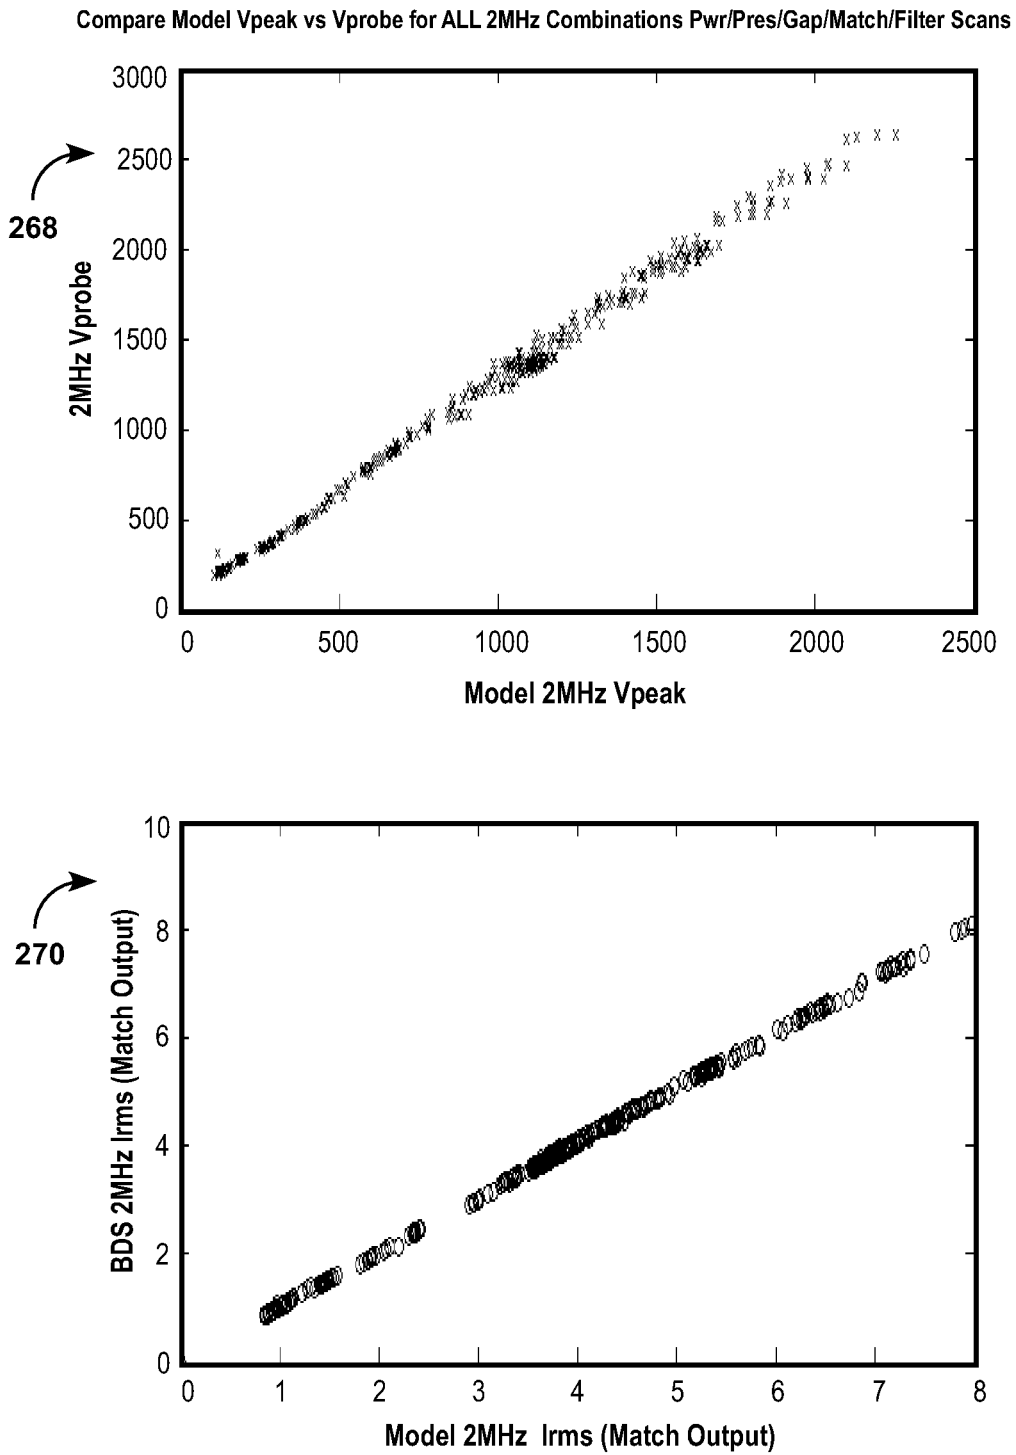 Compare Model Vpeak vs Vprobe for ALL 2MHz Combinations Pwr/Pres/Gap/Match/Filter Scans
3000
2500
2000
1500
1000
500
0
268
2MHz Vprobe
0 500 1000 1500 2000 2500
Model 2MHz Vpeak
10
8
6
4
2
0
270
BDS 2MHz Irms (Match Output)
0 1 2 3 4 5 6 7 8
Model 2MHz Irms (Match Output)